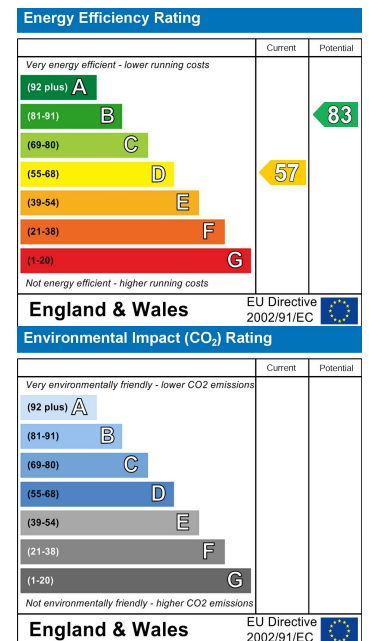 Energy Efficiency Rating
Current Potential
Very energy efficient - lower running costs
(92 plus) A
(81-91) B
83
(69-80) C
(55-68) D
57
(39-54) E
(21-38) F
(1-20) G
Not energy efficient - higher running costs
England & Wales
EU Directive
2002/91/EC
Environmental Impact (CO₂) Rating
Current Potential
Very environmentally friendly - lower CO2 emissions
(92 plus) A
(81-91) B
(69-80) C
(55-68) D
(39-54) E
(21-38) F
(1-20) G
Not environmentally friendly - higher CO2 emissions
England & Wales
EU Directive
2002/91/EC